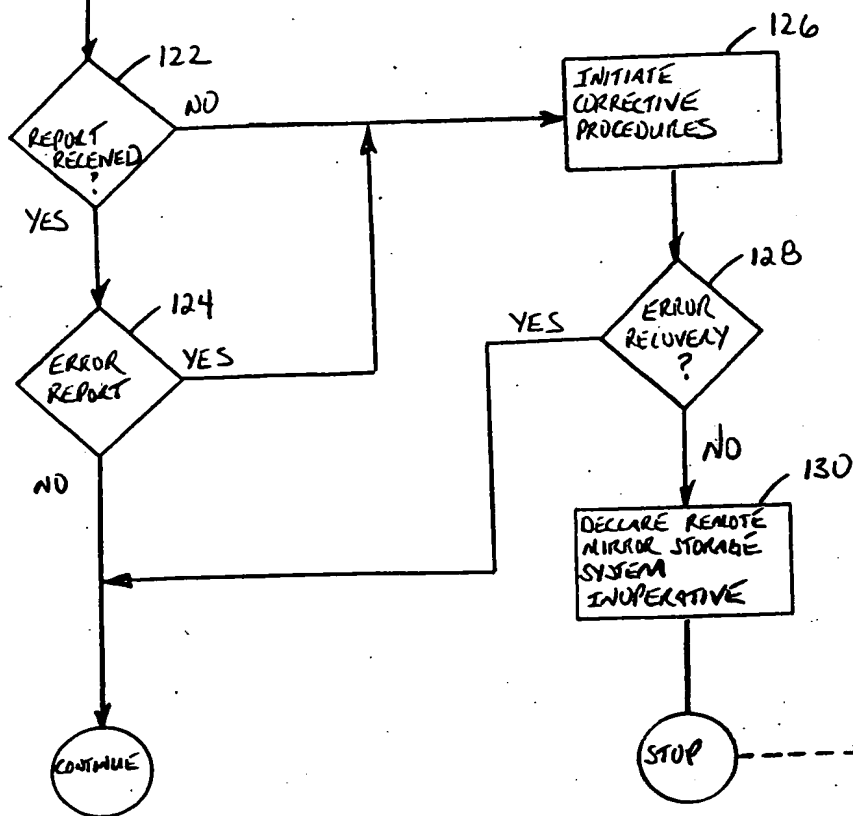 122
REPORT
RECEIVED
?
NO
YES
124
ERROR
REPORT
YES
NO
CONTINUE
126
INITIATE
CORRECTIVE
PROCEDURES
128
ERROR
RECOVERY
?
YES
NO
130
DECLARE REMOTE
MIRROR STORAGE
SYSTEM
INOPERATIVE
STOP